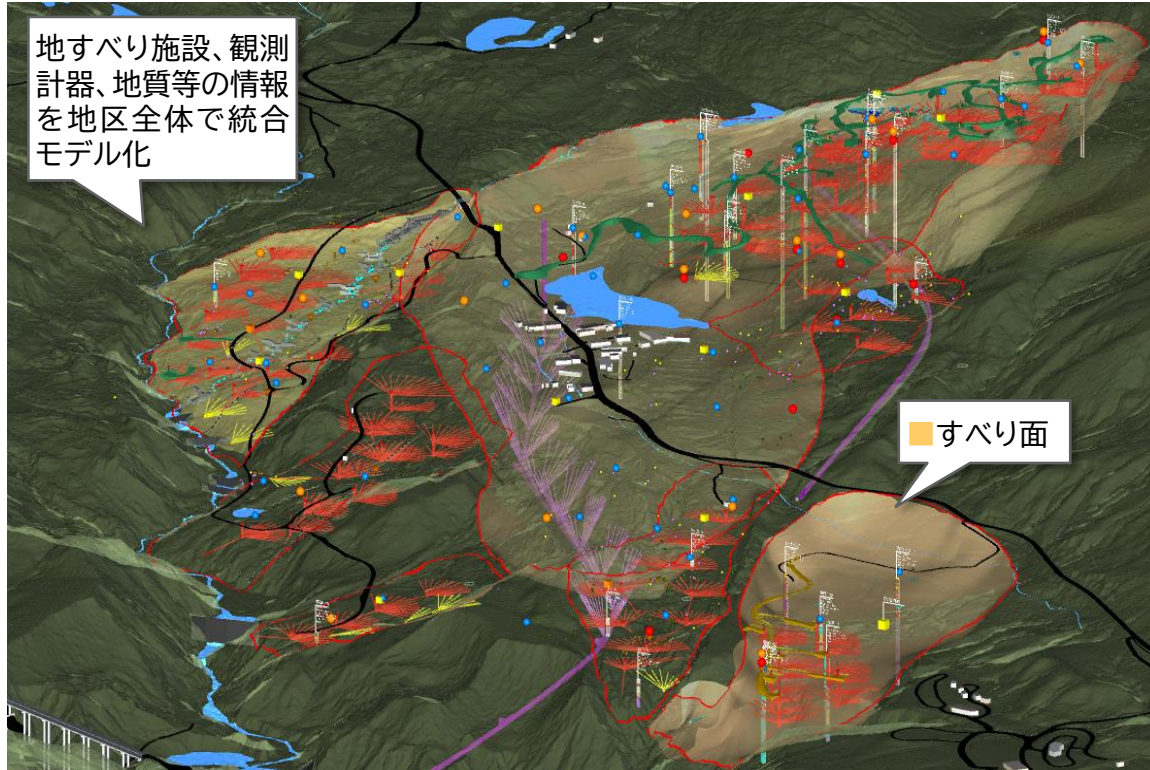 地すべり施設、観測
計器、地質等の情報
を地区全体で統合
モデル化
すべり面